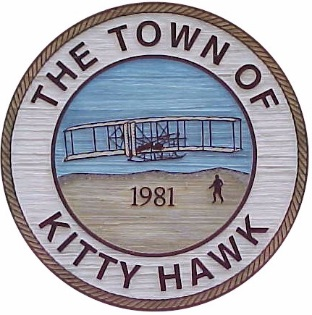 THE TOWN OF
1981
KITTY HAWK